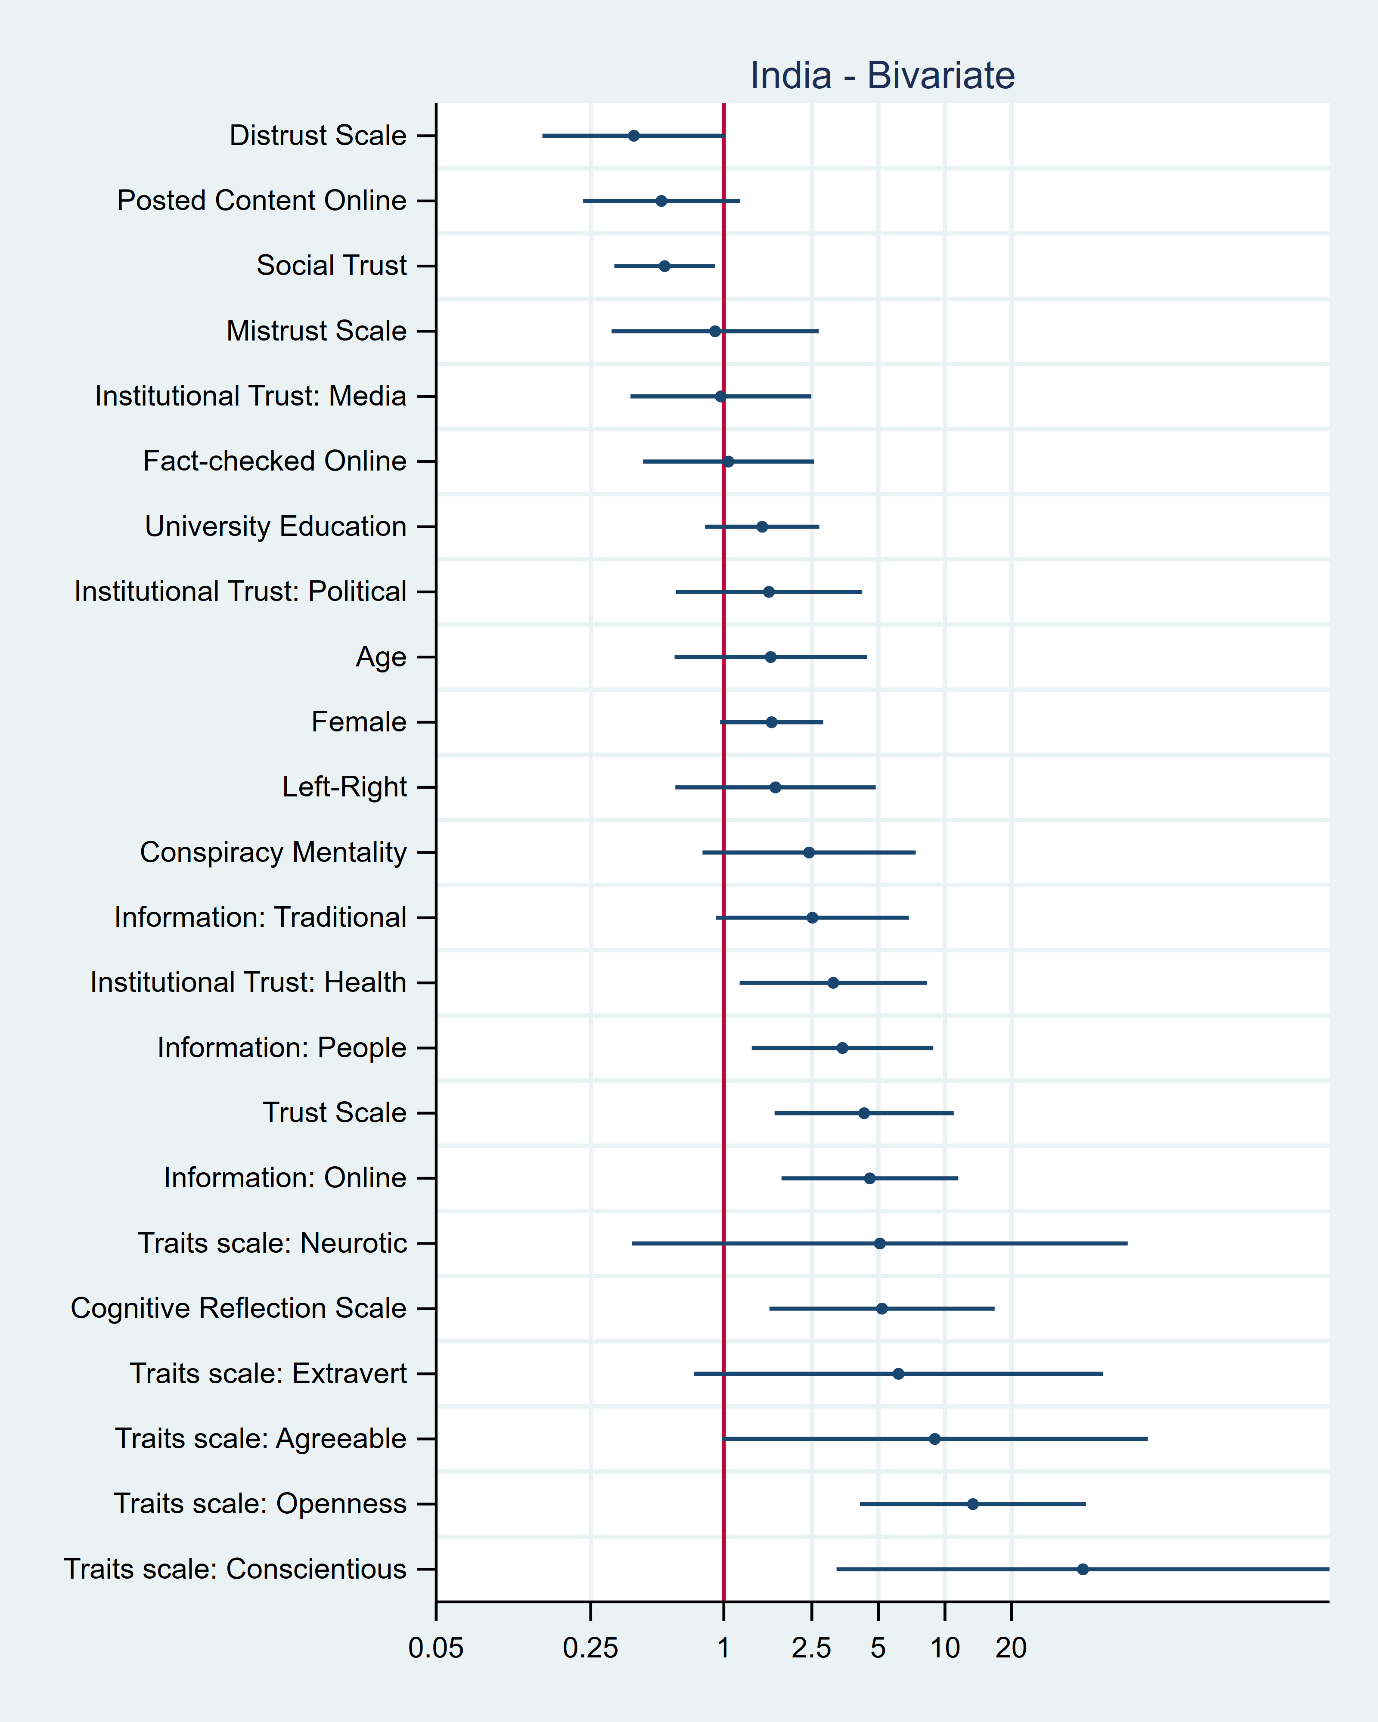 India - Bivariate
Distrust Scale
Posted Content Online
Social Trust
Mistrust Scale
Institutional Trust: Media
Fact-checked Online
University Education
Institutional Trust: Political
Age
Female
Left-Right
Conspiracy Mentality
Information: Traditional
Institutional Trust: Health
Information: People
Trust Scale
Information: Online
Traits scale: Neurotic
Cognitive Reflection Scale
Traits scale: Extravert
Traits scale: Agreeable
Traits scale: Openness
Traits scale: Conscientious
0.05 0.25 1 2.5 5 10 20